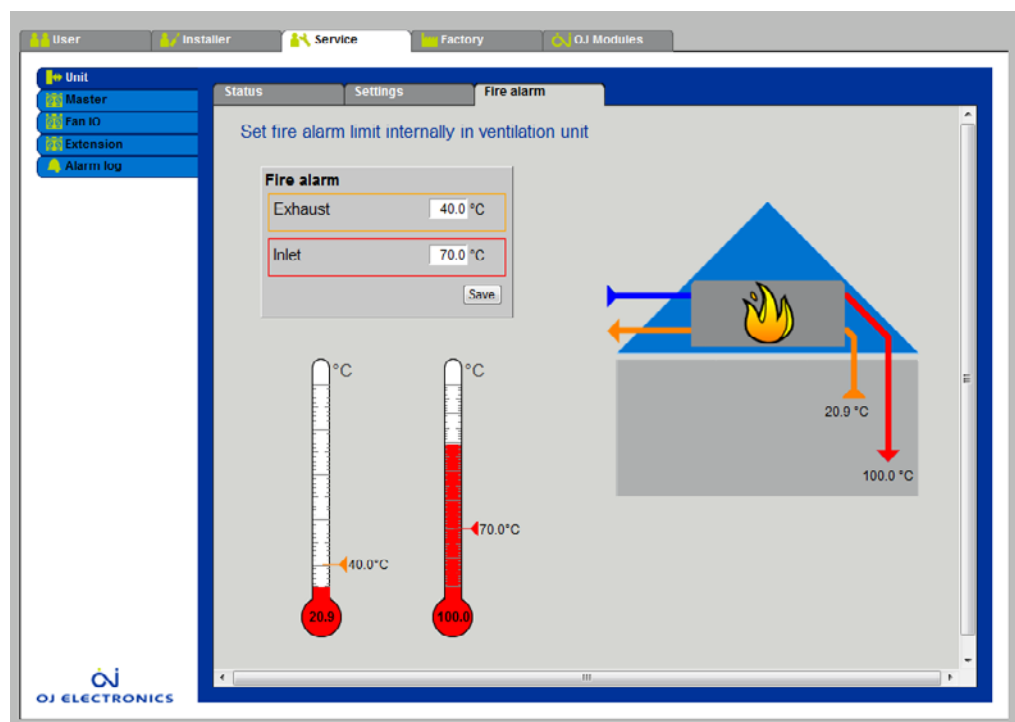 User Installer Service Factory OJ Modules
Unit
Master
Fan IO
Extension
Alarm log
Status Settings Fire alarm
Set fire alarm limit internally in ventilation unit
Fire alarm
Exhaust 40.0 °C
Inlet 70.0 °C
Save
°C °C
20.9 °C
100.0 °C
70.0°C
40.0°C
20.9 100.0
OJ ELECTRONICS